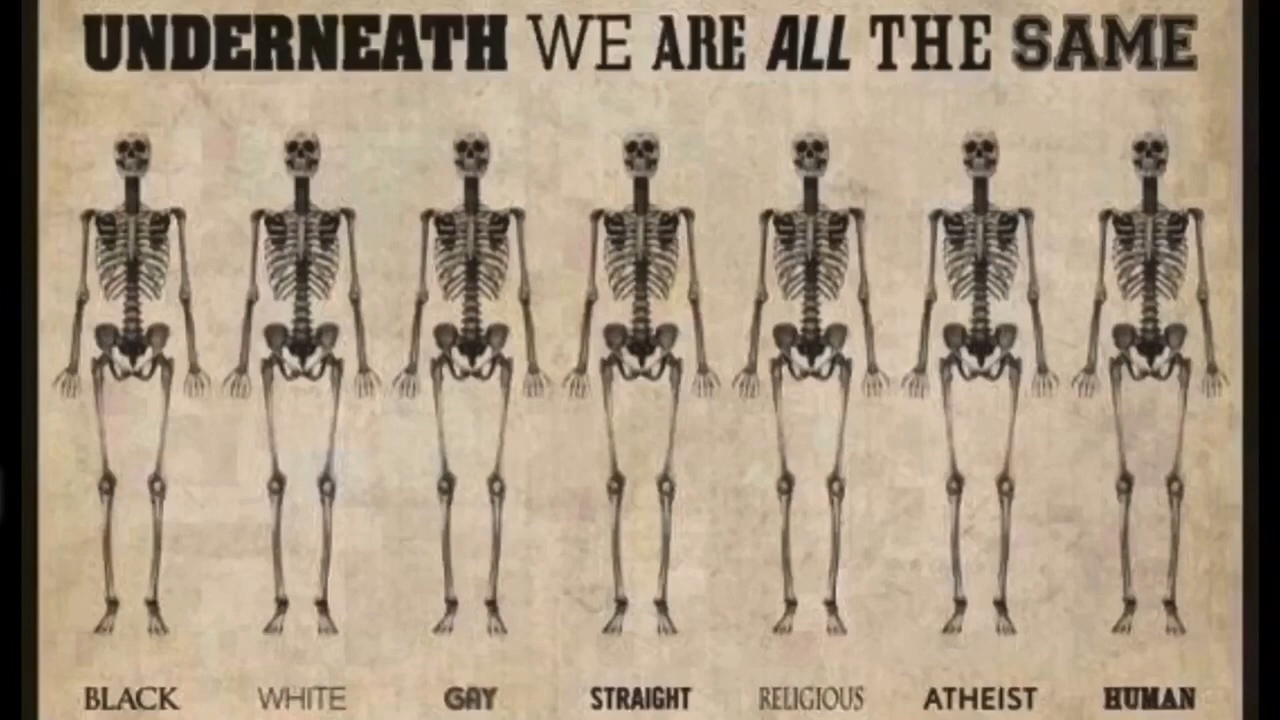 UNDERNEATH WE ARE ALL THE SAME
BLACK WHITE GAY STRAIGHT RELIGIOUS ATHEIST HUMAN